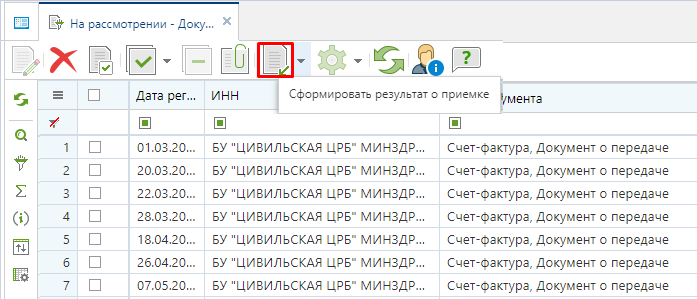 На рассмотрении - Доку...
Сформировать результат о приемке
Дата рег... ИНН умента
1 01.03.20... БУ "ЦИВИЛЬСКАЯ ЦРБ" МИНЗДР... Счет-фактура, Документ о передаче
2 20.03.20... БУ "ЦИВИЛЬСКАЯ ЦРБ" МИНЗДР... Счет-фактура, Документ о передаче
3 22.03.20... БУ "ЦИВИЛЬСКАЯ ЦРБ" МИНЗДР... Счет-фактура, Документ о передаче
4 28.03.20... БУ "ЦИВИЛЬСКАЯ ЦРБ" МИНЗДР... Счет-фактура, Документ о передаче
5 18.04.20... БУ "ЦИВИЛЬСКАЯ ЦРБ" МИНЗДР... Счет-фактура, Документ о передаче
6 26.04.20... БУ "ЦИВИЛЬСКАЯ ЦРБ" МИНЗДР... Счет-фактура, Документ о передаче
7 07.05.20... БУ "ЦИВИЛЬСКАЯ ЦРБ" МИНЗДР... Счет-фактура, Документ о передаче